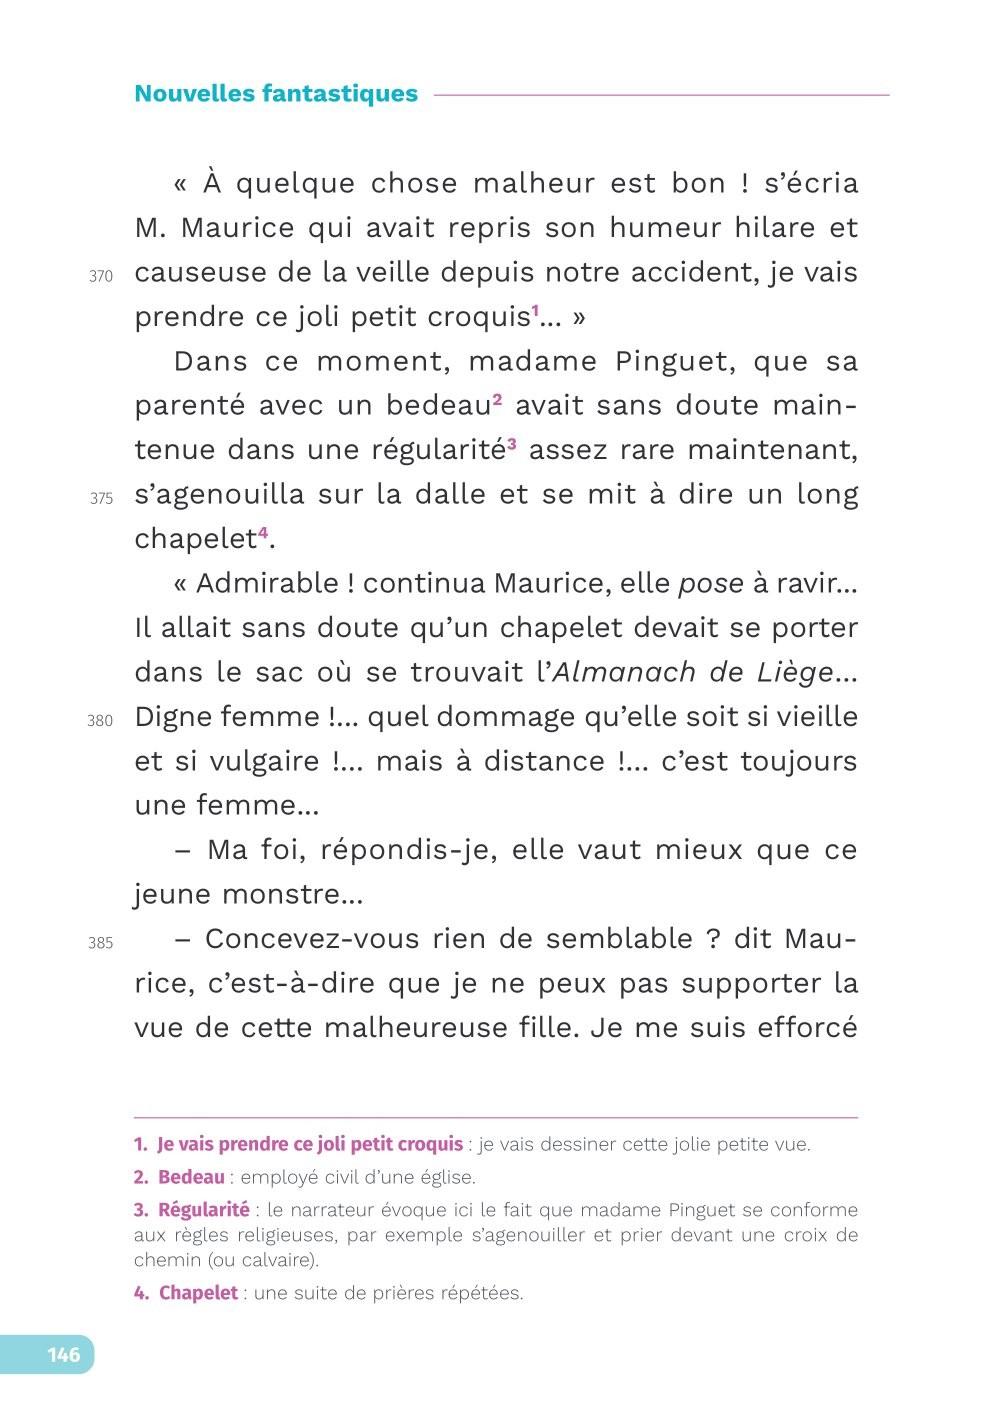 Nouvelles fantastiques
« À quelque chose malheur est bon ! s’écria
M. Maurice qui avait repris son humeur hilare et
370 causeuse de la veille depuis notre accident, je vais
prendre ce joli petit croquis¹... »
Dans ce moment, madame Pinguet, que sa
parenté avec un bedeau² avait sans doute main-
tenue dans une régularité³ assez rare maintenant,
375 s’agenouilla sur la dalle et se mit à dire un long
chapelet⁴.
« Admirable ! continua Maurice, elle pose à ravir...
Il allait sans doute qu’un chapelet devait se porter
dans le sac où se trouvait l’Almanach de Liège...
380 Digne femme !... quel dommage qu’elle soit si vieille
et si vulgaire !... mais à distance !... c’est toujours
une femme...
– Ma foi, répondis-je, elle vaut mieux que ce
jeune monstre...
385 – Concevez-vous rien de semblable ? dit Mau-
rice, c’est-à-dire que je ne peux pas supporter la
vue de cette malheureuse fille. Je me suis efforcé
1. Je vais prendre ce joli petit croquis : je vais dessiner cette jolie petite vue.
2. Bedeau : employé civil d’une église.
3. Régularité : le narrateur évoque ici le fait que madame Pinguet se conforme
aux règles religieuses, par exemple s’agenouiller et prier devant une croix de
chemin (ou calvaire).
4. Chapelet : une suite de prières répétées.
146